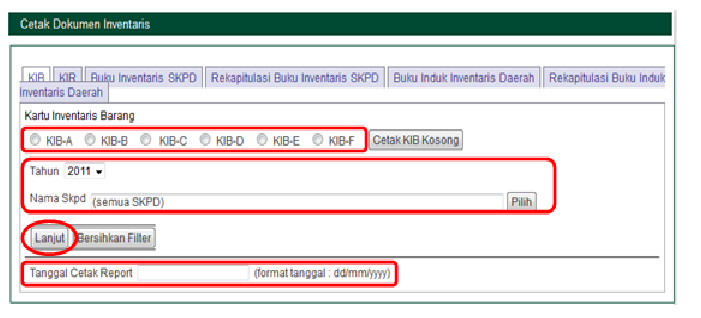 Cetak Dokumen Inventaris
KIB KIR Buku Inventaris SKPD Rekapitulasi Buku Inventaris SKPD Buku Induk Inventaris Daerah Rekapitulasi Buku Induk
Inventaris Daerah
Kartu Inventaris Barang
KIB-A KIB-B KIB-C KIB-D KIB-E KIB-F Cetak KIB Kosong
Tahun 2011
Nama Skpd (semua SKPD) Pilih
Lanjut Bersihkan Filter
Tanggal Cetak Report (format tanggal : dd/mm/yyyy)